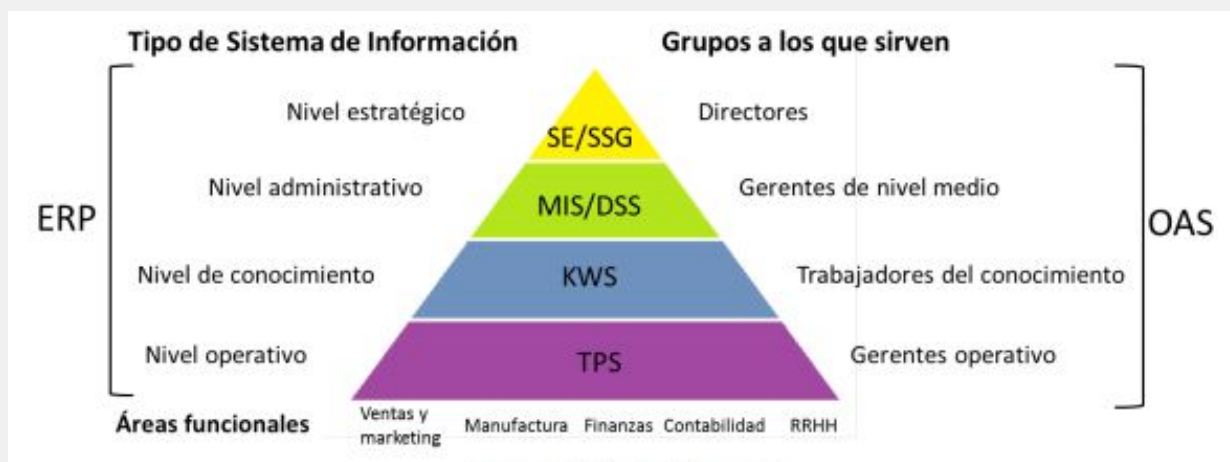 Tipo de Sistema de Información
Grupos a los que sirven
Nivel estratégico
SE/SSG
Directores
Nivel administrativo
MIS/DSS
Gerentes de nivel medio
ERP
OAS
Nivel de conocimiento
KWS
Trabajadores del conocimiento
Nivel operativo
TPS
Gerentes operativo
Áreas funcionales
Ventas y
marketing
Manufactura
Finanzas
Contabilidad
RRHH